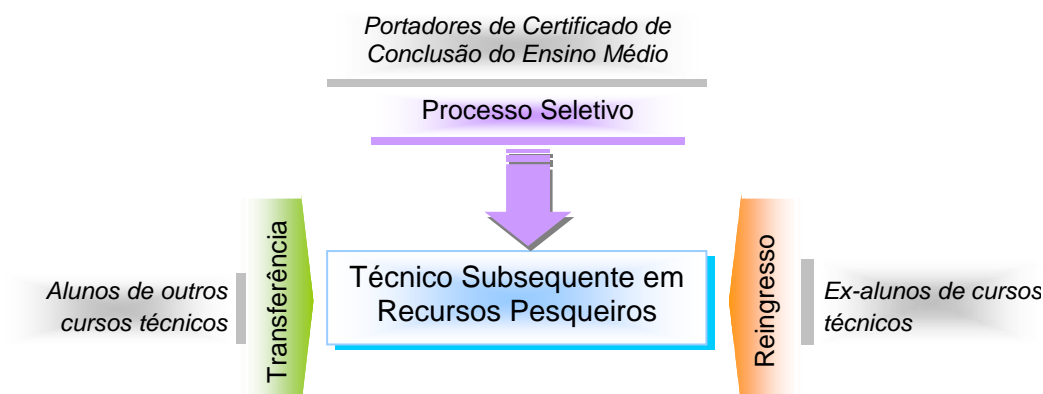 Portadores de Certificado de
Conclusão do Ensino Médio
Processo Seletivo
Transferência
Alunos de outros
cursos técnicos
Técnico Subsequente em
Recursos Pesqueiros
Reingresso
Ex-alunos de cursos
técnicos